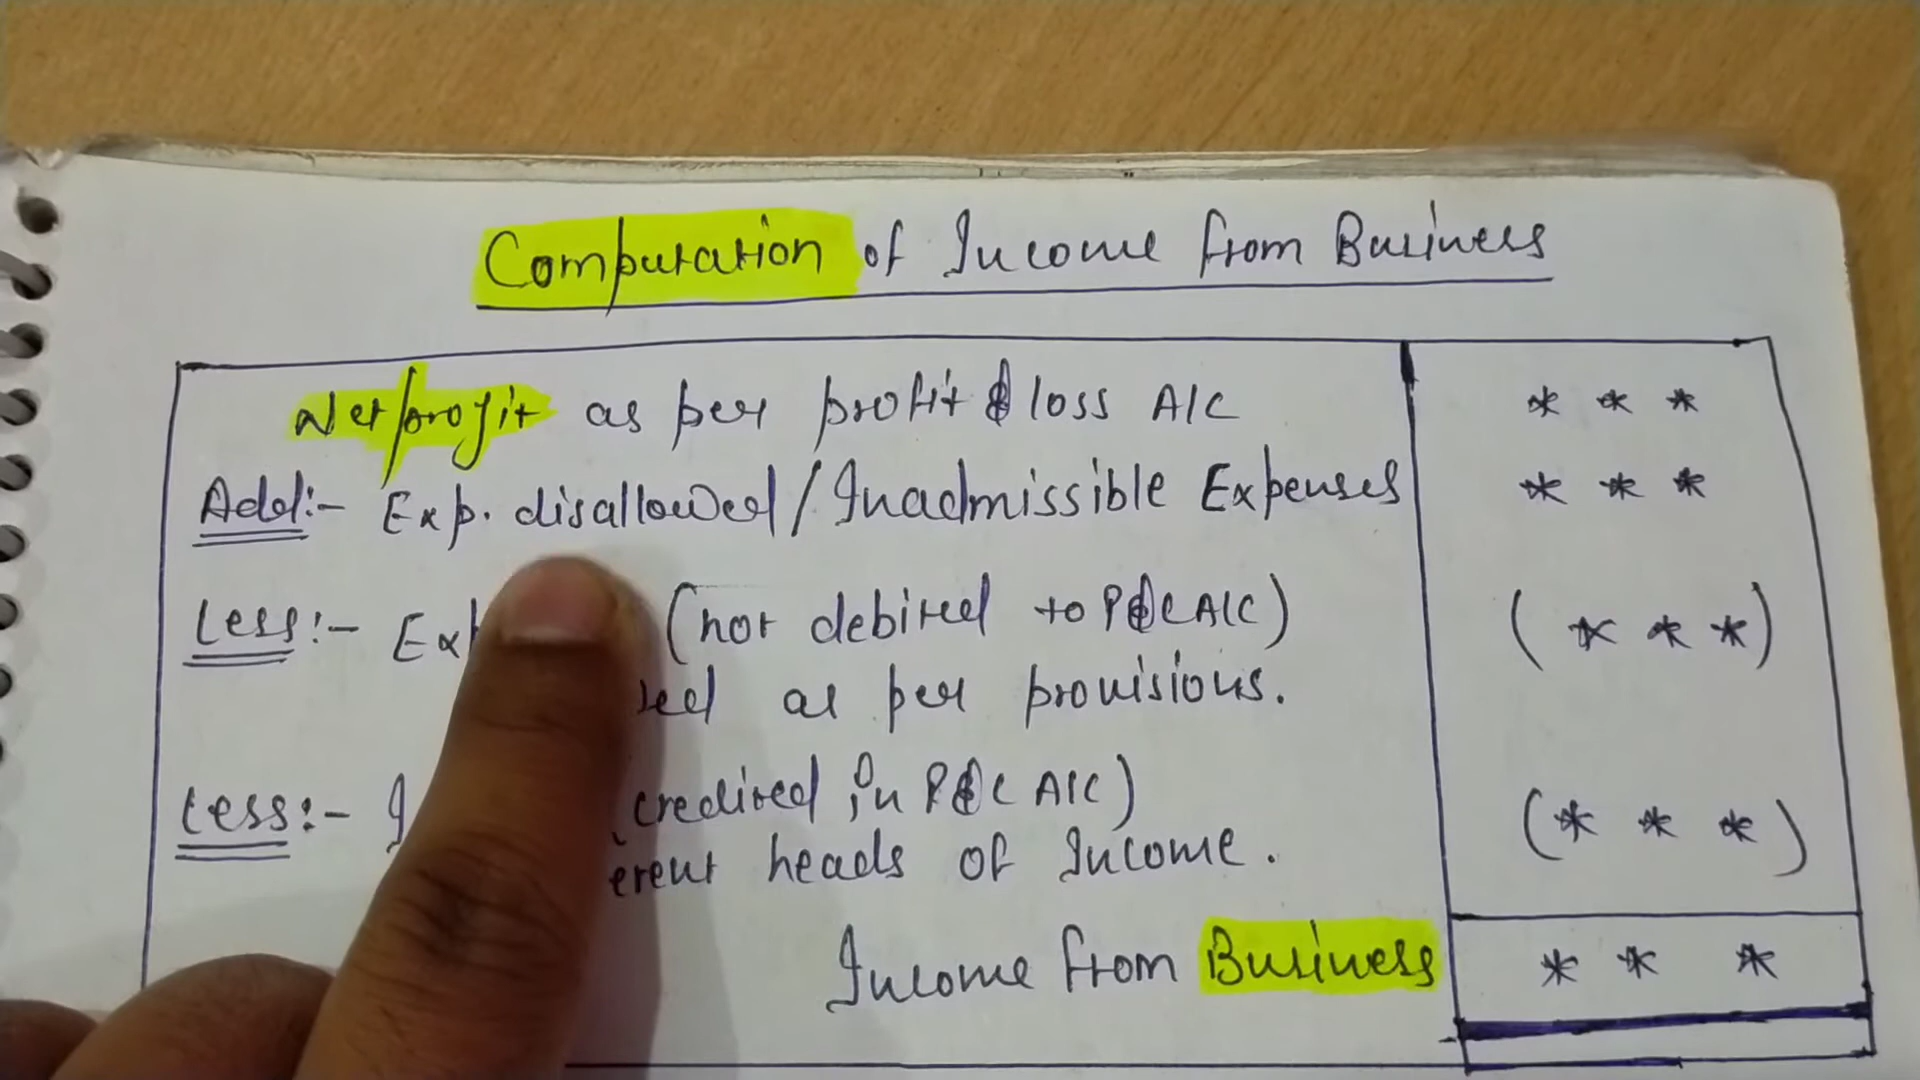 Computation of Income from Business
Net profit as per profit & loss A/C * * *
Add:- Exp. disallowed/Inadmissible Expenses * * *
Less:- (not debited to P&L A/C) (* * *)
as per provisions.
Less:- credited in P&L A/C) (* * *)
heads of Income.
Income from Business * * *